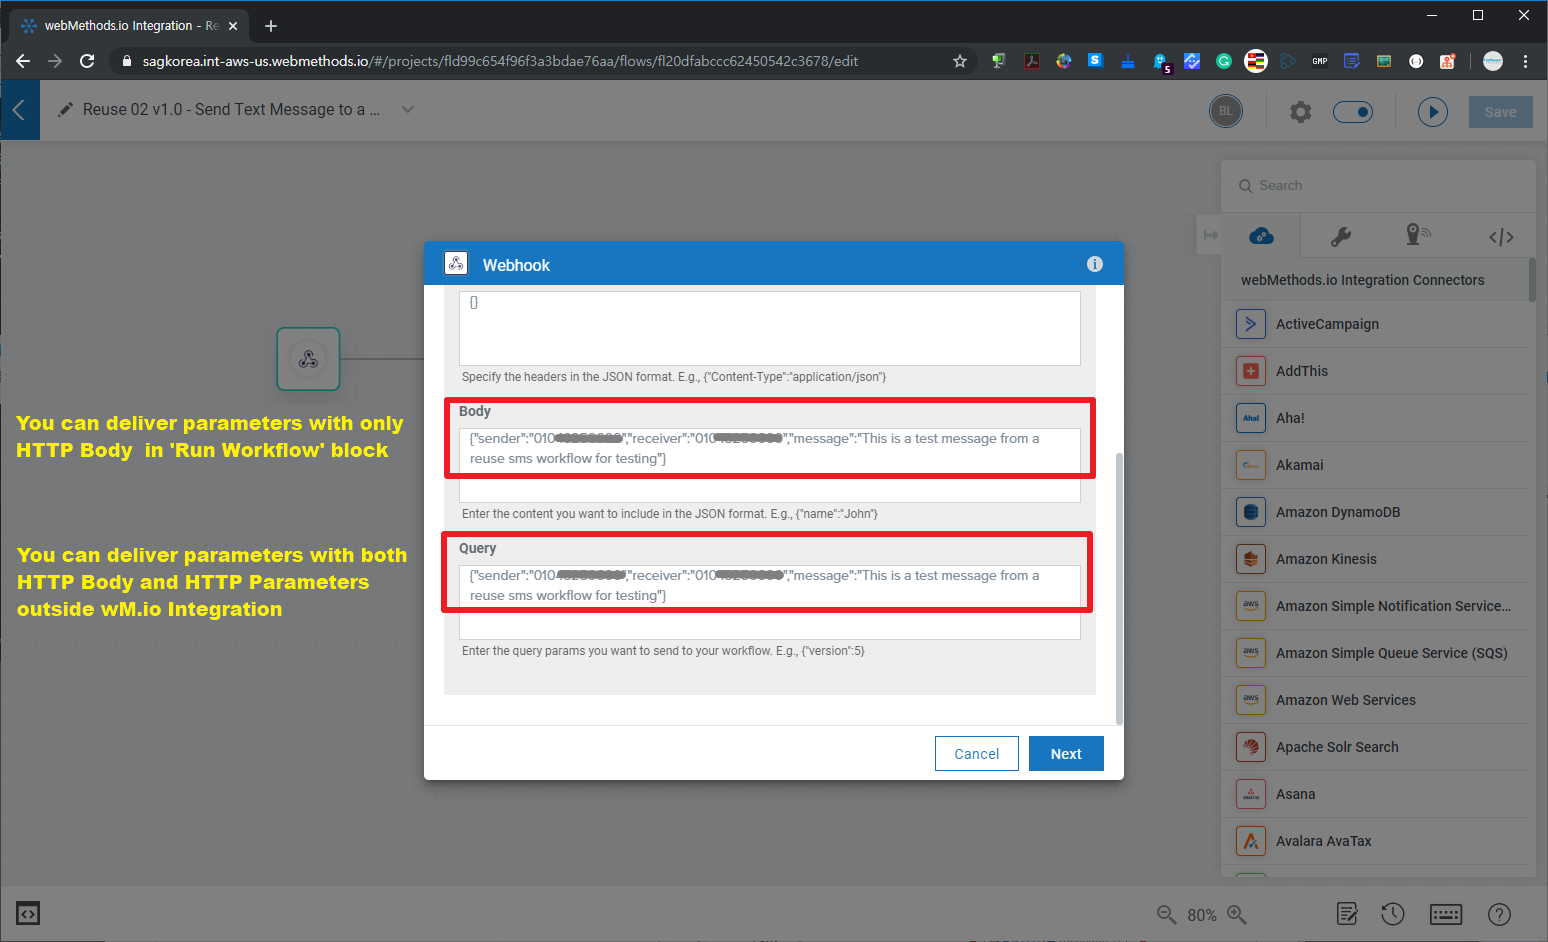 webMethods.io Integration - Re
sagkorea.int-aws-us.webmethods.io/#/projects/fld99c654f96f3a3bdae76aa/flows/fl20dfabccc62450542c3678/edit
5
GMP
Reuse 02 v1.0 - Send Text Message to a ...
BL
Save
Search
webMethods.io Integration Connectors
ActiveCampaign
AddThis
Aha!
Aha!
Akamai
Amazon DynamoDB
Amazon Kinesis
aws
Amazon Simple Notification Service...
aws
Amazon Simple Queue Service (SQS)
aws
Amazon Web Services
Apache Solr Search
asana
Asana
Avalara AvaTax
Webhook
{}
Specify the headers in the JSON format. E.g., {"Content-Type":"application/json"}
Body
{"sender":"010","receiver":"010","message":"This is a test message from a
reuse sms workflow for testing"}
Enter the content you want to include in the JSON format. E.g., {"name":"John"}
Query
{"sender":"010","receiver":"010","message":"This is a test message from a
reuse sms workflow for testing"}
Enter the query params you want to send to your workflow. E.g., {"version":5}
Cancel
Next
You can deliver parameters with only
HTTP Body in 'Run Workflow' block
You can deliver parameters with both
HTTP Body and HTTP Parameters
outside wM.io Integration
80%